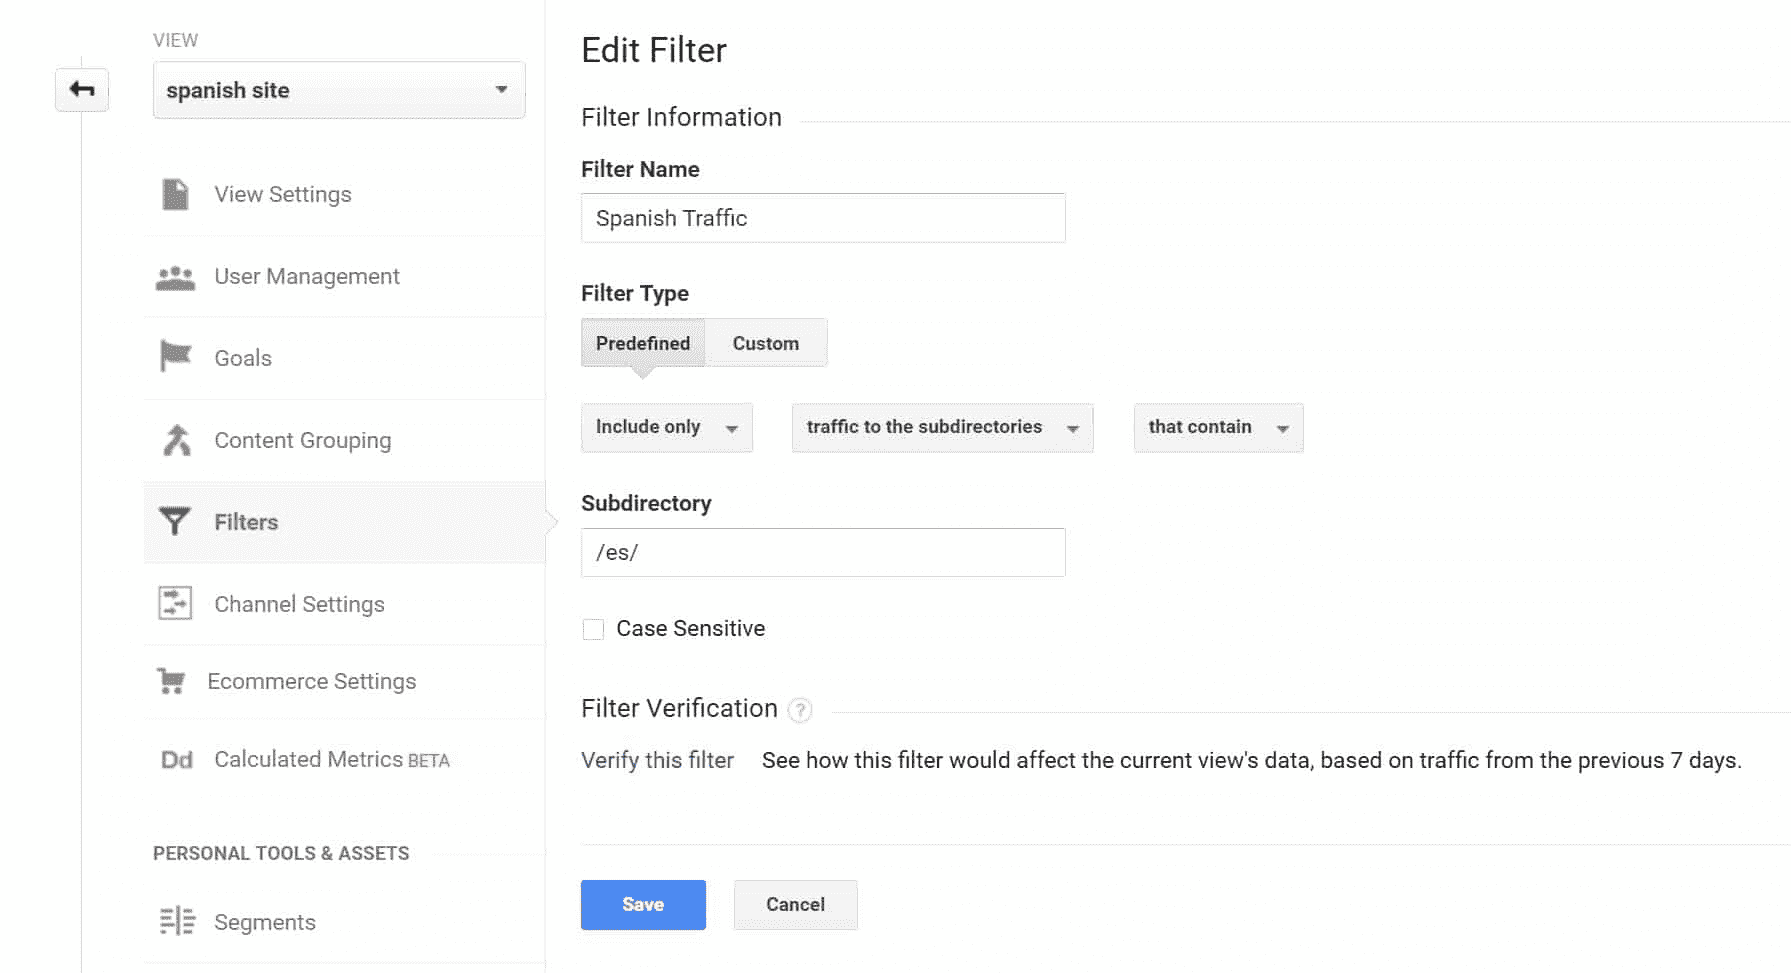 VIEW
spanish site
View Settings
User Management
Goals
Content Grouping
Filters
Channel Settings
Ecommerce Settings
Dd Calculated Metrics BETA
PERSONAL TOOLS & ASSETS
Segments
Edit Filter
Filter Information
Filter Name
Spanish Traffic
Filter Type
Predefined Custom
Include only traffic to the subdirectories that contain
Subdirectory
/es/
Case Sensitive
Filter Verification ?
Verify this filter See how this filter would affect the current view's data, based on traffic from the previous 7 days.
Save Cancel